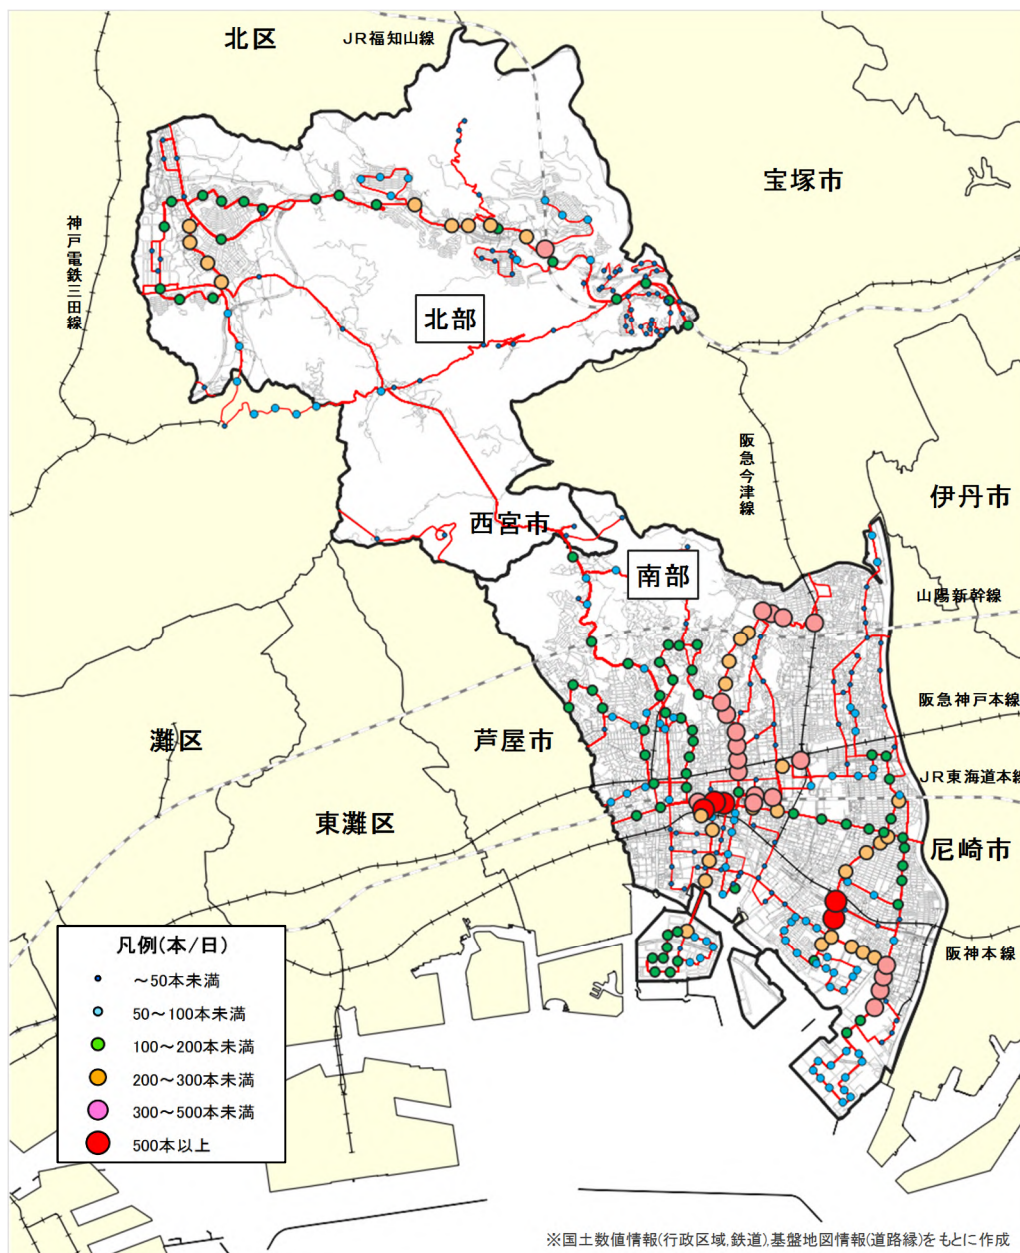 北区
JR福知山線
宝塚市
神戸電鉄三田線
北部
阪急今津線
伊丹市
西宮市
南部
山陽新幹線
阪急神戸本線
灘区
芦屋市
JR東海道本線
東灘区
尼崎市
阪神本線
凡例(本/日)
～50本未満
50～100本未満
100～200本未満
200～300本未満
300～500本未満
500本以上
※国土数値情報(行政区域,鉄道),基盤地図情報(道路縁)をもとに作成